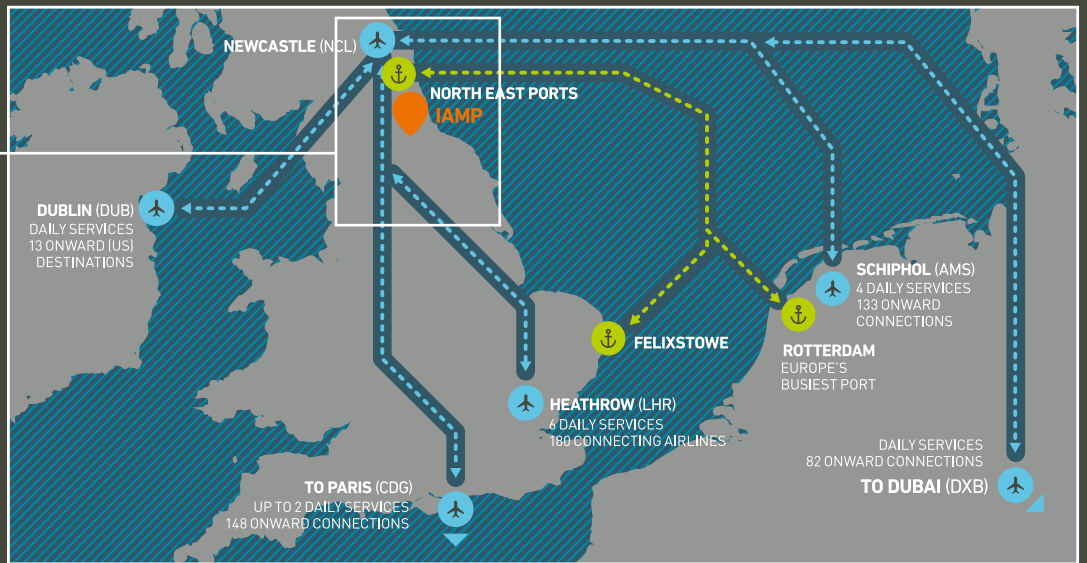 NEWCASTLE (NCL)
NORTH EAST PORTS
IAMP
DUBLIN (DUB)
DAILY SERVICES
13 ONWARD (US)
DESTINATIONS
SCHIPHOL (AMS)
4 DAILY SERVICES
133 ONWARD
CONNECTIONS
FELIXSTOWE
ROTTERDAM
EUROPE'S
BUSIEST PORT
HEATHROW (LHR)
6 DAILY SERVICES
180 CONNECTING AIRLINES
DAILY SERVICES
82 ONWARD CONNECTIONS
TO DUBAI (DXB)
TO PARIS (CDG)
UP TO 2 DAILY SERVICES
148 ONWARD CONNECTIONS